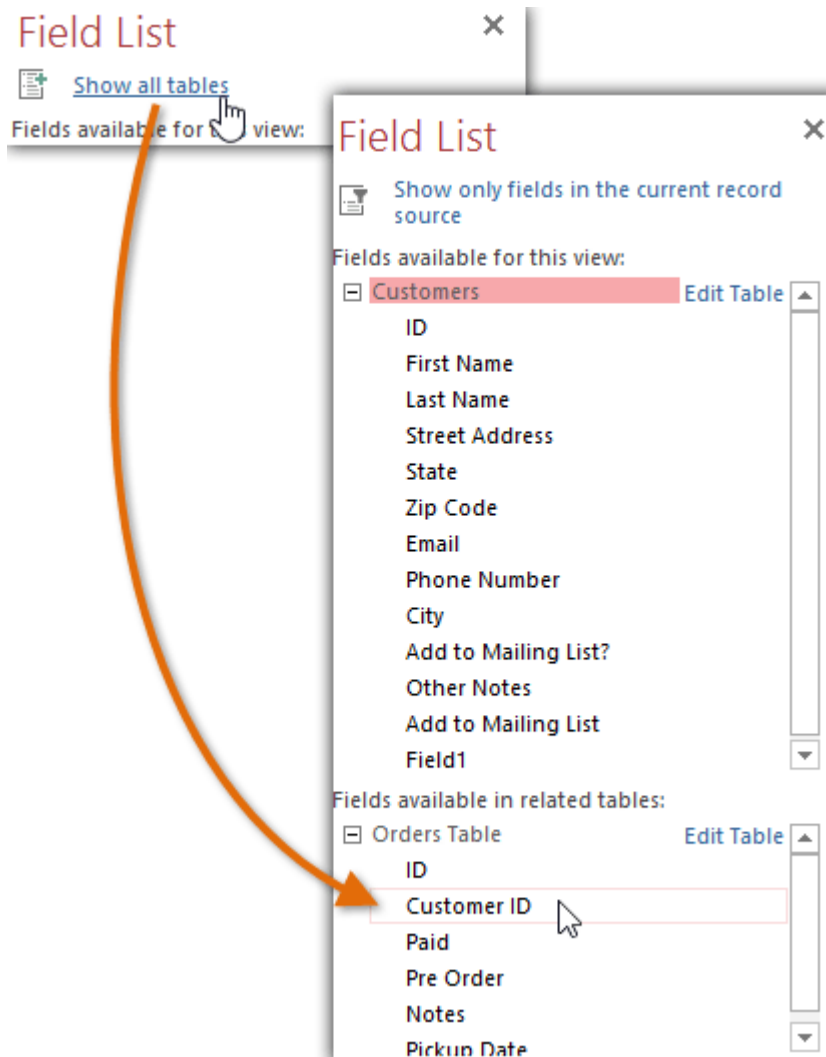 Field List
Show all tables
Fields available for this view:
Field List
Show only fields in the current record
source
Fields available for this view:
Customers Edit Table
ID
First Name
Last Name
Street Address
State
Zip Code
Email
Phone Number
City
Add to Mailing List?
Other Notes
Add to Mailing List
Field1
Fields available in related tables:
Orders Table Edit Table
ID
Customer ID
Paid
Pre Order
Notes
Pickup Date